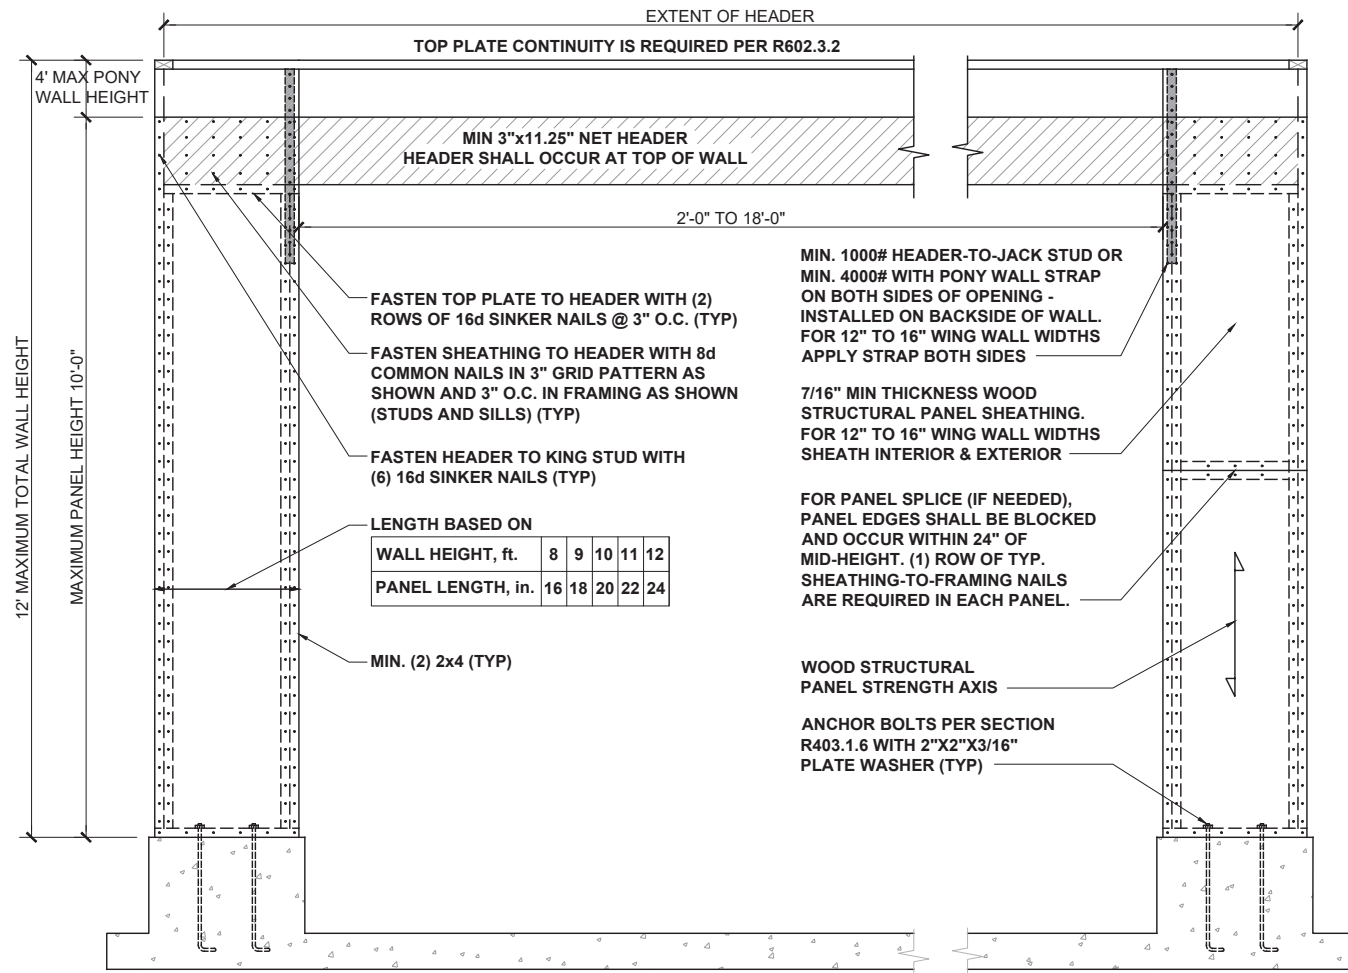 EXTENT OF HEADER
TOP PLATE CONTINUITY IS REQUIRED PER R602.3.2
4' MAX PONY
WALL HEIGHT
MIN 3"x11.25" NET HEADER
HEADER SHALL OCCUR AT TOP OF WALL
2'-0" TO 18'-0"
12' MAXIMUM TOTAL WALL HEIGHT
MAXIMUM PANEL HEIGHT 10'-0"
FASTEN TOP PLATE TO HEADER WITH (2)
ROWS OF 16d SINKER NAILS @ 3" O.C. (TYP)
FASTEN SHEATHING TO HEADER WITH 8d
COMMON NAILS IN 3" GRID PATTERN AS
SHOWN AND 3" O.C. IN FRAMING AS SHOWN
(STUDS AND SILLS) (TYP)
FASTEN HEADER TO KING STUD WITH
(6) 16d SINKER NAILS (TYP)
LENGTH BASED ON
WALL HEIGHT, ft. 8 9 10 11 12
PANEL LENGTH, in. 16 18 20 22 24
MIN. (2) 2x4 (TYP)
MIN. 1000# HEADER-TO-JACK STUD OR
MIN. 4000# WITH PONY WALL STRAP
ON BOTH SIDES OF OPENING -
INSTALLED ON BACKSIDE OF WALL.
FOR 12" TO 16" WING WALL WIDTHS
APPLY STRAP BOTH SIDES
7/16" MIN THICKNESS WOOD
STRUCTURAL PANEL SHEATHING.
FOR 12" TO 16" WING WALL WIDTHS
SHEATH INTERIOR & EXTERIOR
FOR PANEL SPLICE (IF NEEDED),
PANEL EDGES SHALL BE BLOCKED
AND OCCUR WITHIN 24" OF
MID-HEIGHT. (1) ROW OF TYP.
SHEATHING-TO-FRAMING NAILS
ARE REQUIRED IN EACH PANEL.
WOOD STRUCTURAL
PANEL STRENGTH AXIS
ANCHOR BOLTS PER SECTION
R403.1.6 WITH 2"X2"X3/16"
PLATE WASHER (TYP)